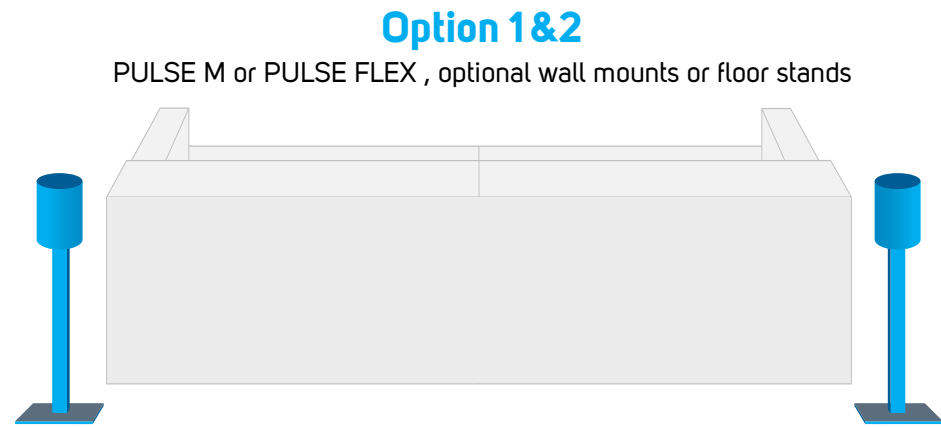 Option 1&2
PULSE M or PULSE FLEX , optional wall mounts or floor stands